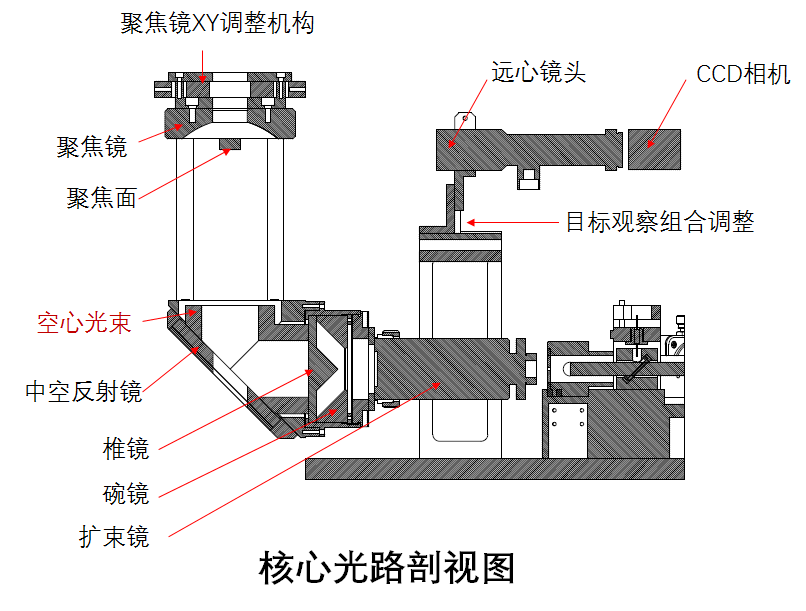 聚焦镜XY调整机构
远心镜头
CCD相机
聚焦镜
聚焦面
目标观察组合调整
空心光束
中空反射镜
椎镜
碗镜
扩束镜
核心光路剖视图